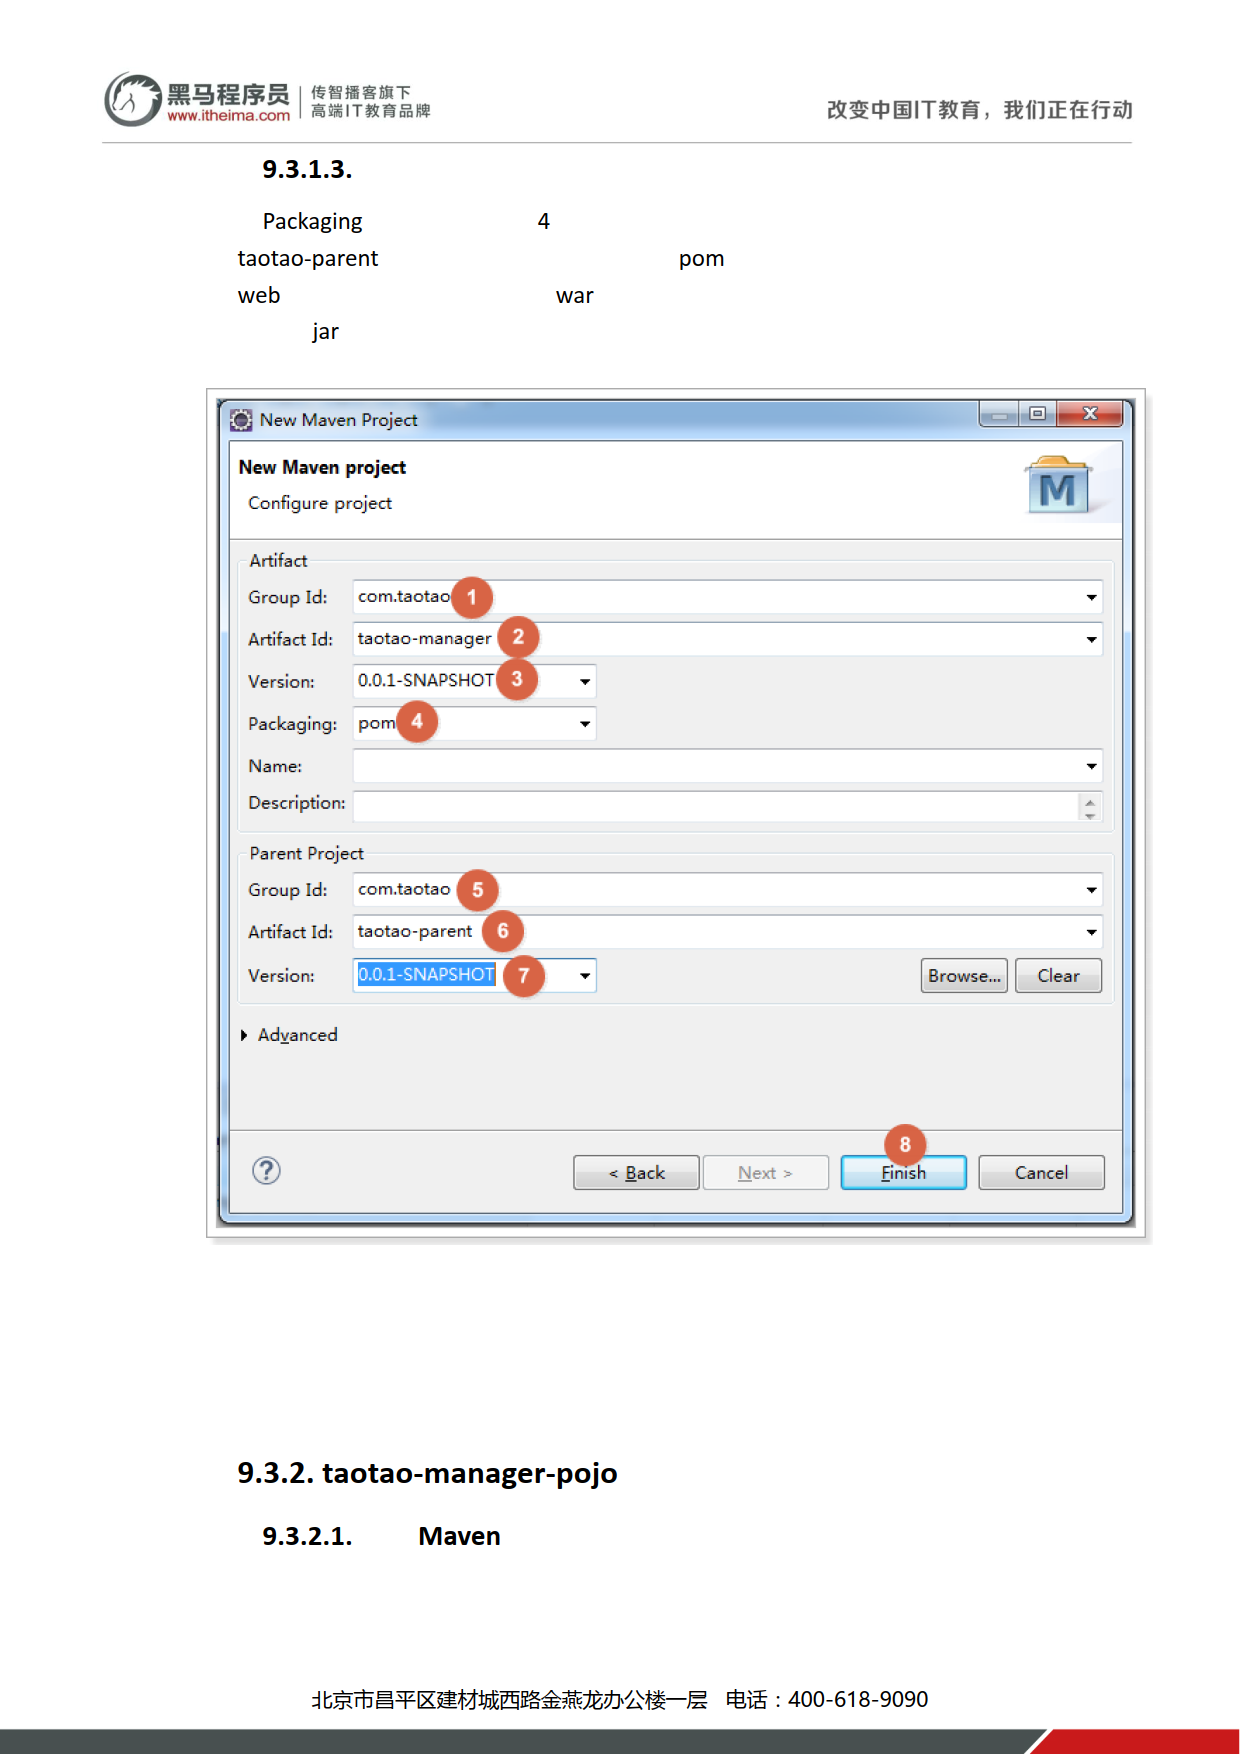 黑马程序员
www.itheima.com
传智播客旗下
高端IT教育品牌
改变中国IT教育，我们正在行动
9.3.1.3.
Packaging 4
taotao-parent pom
web war
jar
New Maven Project
New Maven project
Configure project
M
Artifact
Group Id: com.taotao 1
Artifact Id: taotao-manager 2
Version: 0.0.1-SNAPSHOT 3
Packaging: pom 4
Name:
Description:
Parent Project
Group Id: com.taotao 5
Artifact Id: taotao-parent 6
Version: 0.0.1-SNAPSHOT 7 Browse... Clear
Advanced
8
? < Back Next > Finish Cancel
9.3.2. taotao-manager-pojo
9.3.2.1. Maven
北京市昌平区建材城西路金燕龙办公楼一层 电话：400-618-9090